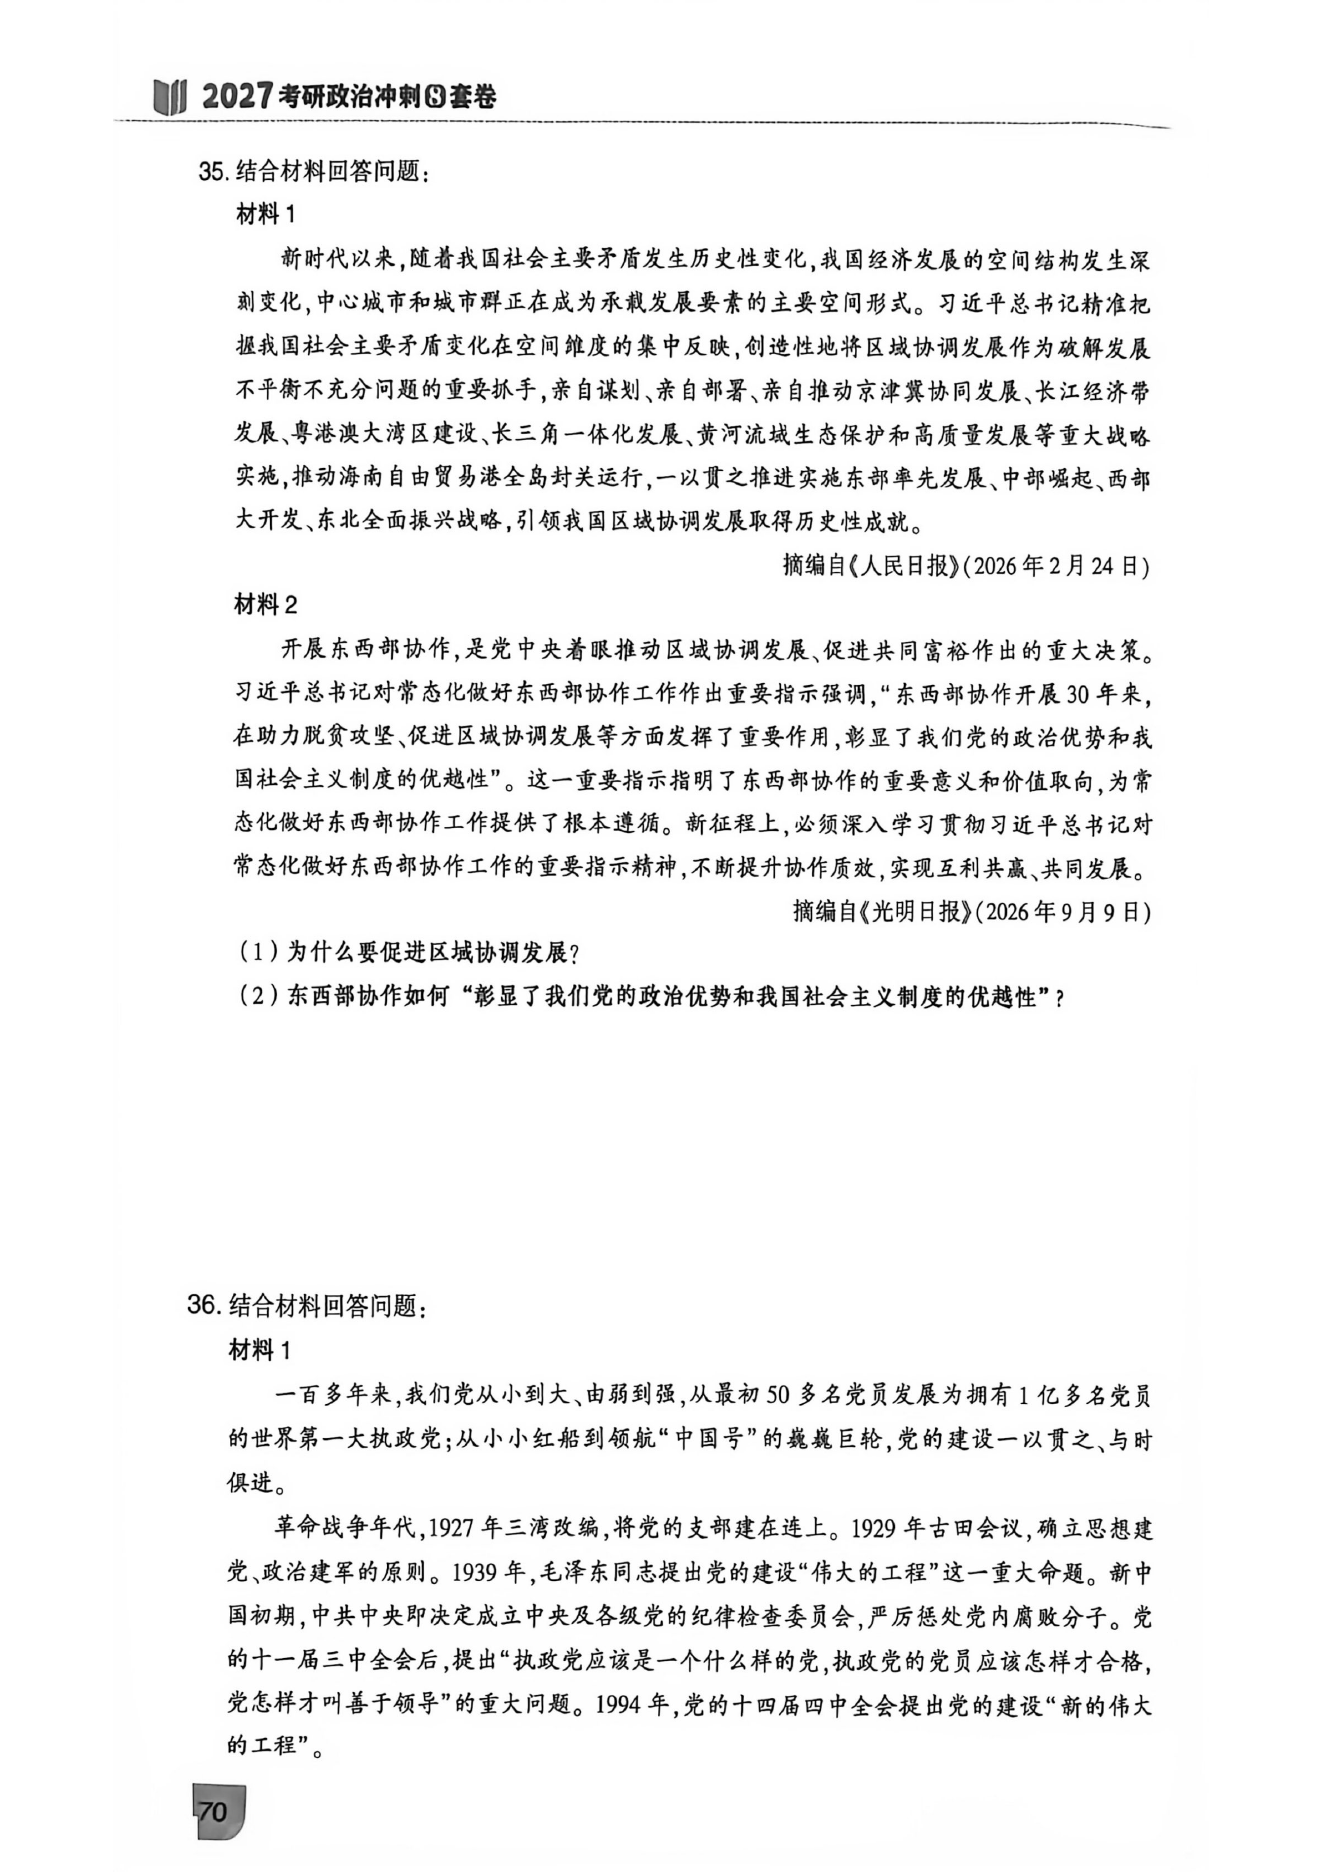 2027考研政治冲刺8套卷
35. 结合材料回答问题：
材料1
新时代以来,随着我国社会主要矛盾发生历史性变化,我国经济发展的空间结构发生深
刻变化,中心城市和城市群正在成为承载发展要素的主要空间形式。习近平总书记精准把
握我国社会主要矛盾变化在空间维度的集中反映,创造性地将区域协调发展作为破解发展
不平衡不充分问题的重要抓手,亲自谋划、亲自部署、亲自推动京津冀协同发展、长江经济带
发展、粤港澳大湾区建设、长三角一体化发展、黄河流域生态保护和高质量发展等重大战略
实施,推动海南自由贸易港全岛封关运行,一以贯之推进实施东部率先发展、中部崛起、西部
大开发、东北全面振兴战略,引领我国区域协调发展取得历史性成就。
摘编自《人民日报》(2026年2月24日)
材料2
开展东西部协作,是党中央着眼推动区域协调发展、促进共同富裕作出的重大决策。
习近平总书记对常态化做好东西部协作工作作出重要指示强调,“东西部协作开展30年来,
在助力脱贫攻坚、促进区域协调发展等方面发挥了重要作用,彰显了我们党的政治优势和我
国社会主义制度的优越性”。这一重要指示指明了东西部协作的重要意义和价值取向,为常
态化做好东西部协作工作提供了根本遵循。新征程上,必须深入学习贯彻习近平总书记对
常态化做好东西部协作工作的重要指示精神,不断提升协作质效,实现互利共赢、共同发展。
摘编自《光明日报》(2026年9月9日)
(1)为什么要促进区域协调发展?
(2)东西部协作如何“彰显了我们党的政治优势和我国社会主义制度的优越性”?
36. 结合材料回答问题：
材料1
一百多年来,我们党从小到大、由弱到强,从最初50多名党员发展为拥有1亿多名党员
的世界第一大执政党;从小小红船到领航“中国号”的巍巍巨轮,党的建设一以贯之、与时
俱进。
革命战争年代,1927年三湾改编,将党的支部建在连上。1929年古田会议,确立思想建
党、政治建军的原则。1939年,毛泽东同志提出党的建设“伟大的工程”这一重大命题。新中
国初期,中共中央即决定成立中央及各级党的纪律检查委员会,严厉惩处党内腐败分子。党
的十一届三中全会后,提出“执政党应该是一个什么样的党,执政党的党员应该怎样才合格,
党怎样才叫善于领导”的重大问题。1994年,党的十四届四中全会提出党的建设“新的伟大
的工程”。
70